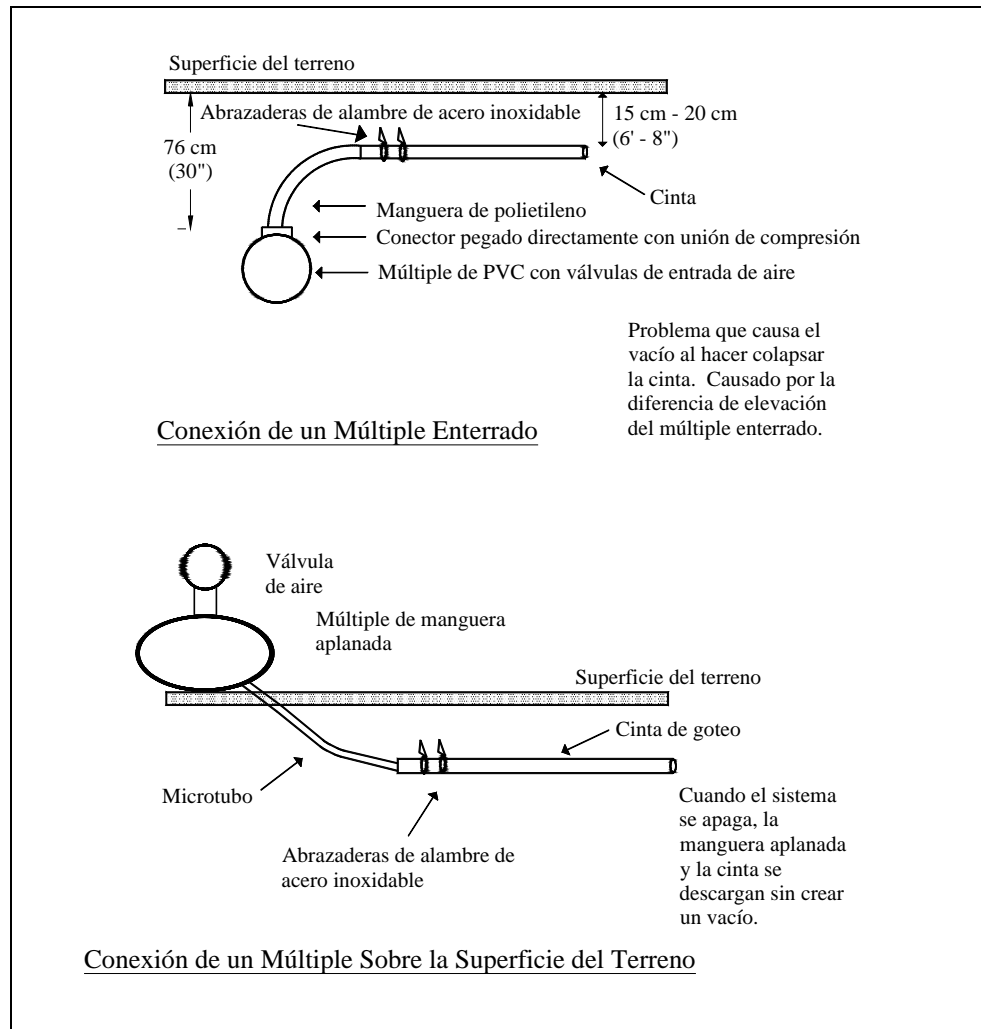 Superficie del terreno
Abrazaderas de alambre de acero inoxidable
15 cm - 20 cm
(6' - 8")
76 cm
(30")
Cinta
Manguera de polietileno
Conector pegado directamente con unión de compresión
Múltiple de PVC con válvulas de entrada de aire
Problema que causa el
vacío al hacer colapsar
la cinta. Causado por la
diferencia de elevación
del múltiple enterrado.
Conexión de un Múltiple Enterrado
Válvula
de aire
Múltiple de manguera
aplanada
Superficie del terreno
Cinta de goteo
Microtubo
Abrazaderas de alambre de
acero inoxidable
Cuando el sistema
se apaga, la
manguera aplanada
y la cinta se
descargan sin crear
un vacío.
Conexión de un Múltiple Sobre la Superficie del Terreno